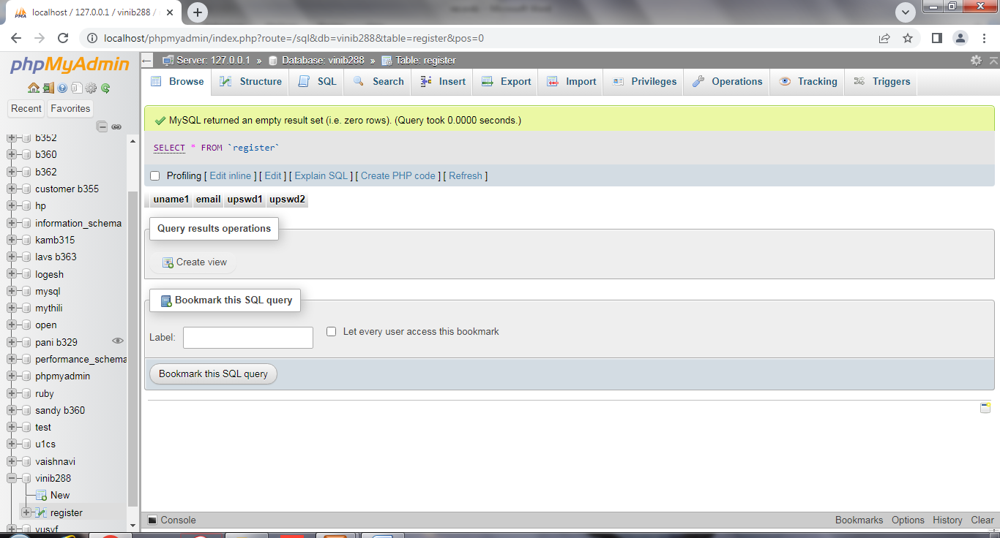 localhost / 127.0.0.1 / vinib288 /
localhost/phpmyadmin/index.php?route=/sql&db=vinib288&table=register&pos=0
phpMyAdmin
Server: 127.0.0.1 » Database: vinib288 » Table: register
Browse Structure SQL Search Insert Export Import Privileges Operations Tracking Triggers
Recent Favorites
b352
b360
b362
customer b355
hp
information_schema
kamb315
lavs b363
logesh
mysql
mythili
open
pani b329
performance_schema
phpmyadmin
ruby
sandy b360
test
u1cs
vaishnavi
vinib288
New
register
MySQL returned an empty result set (i.e. zero rows). (Query took 0.0000 seconds.)
SELECT * FROM `register`
Profiling [ Edit inline ] [ Edit ] [ Explain SQL ] [ Create PHP code ] [ Refresh ]
uname1 email upswd1 upswd2
Query results operations
Create view
Bookmark this SQL query
Label:
Let every user access this bookmark
Bookmark this SQL query
Console
Bookmarks Options History Clear